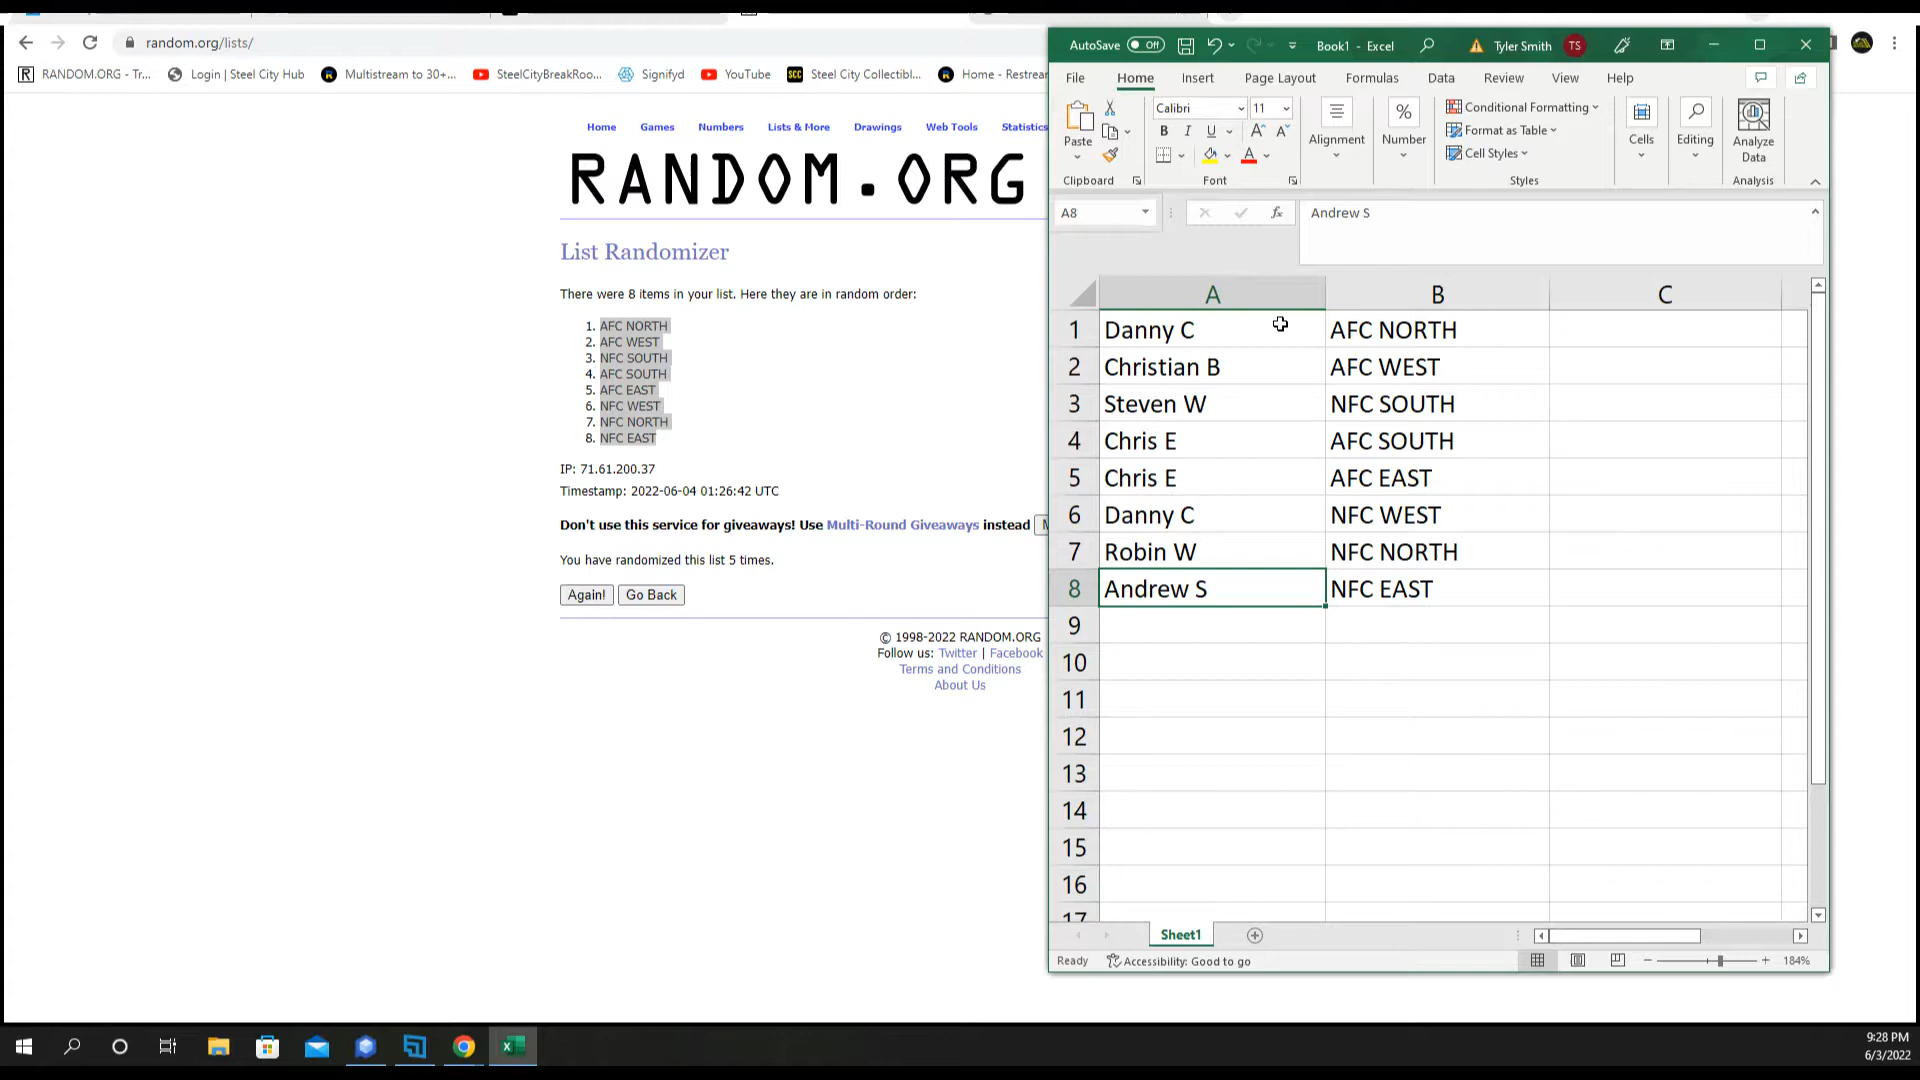 random.org/lists/
RANDOM.ORG - Tr...
Login | Steel City Hub
Multistream to 30+...
SteelCityBreakRoo...
Signifyd
YouTube
Steel City Collectibl...
Home - Restrear
Home
Games
Numbers
Lists & More
Drawings
Web Tools
Statistics
RANDOM.ORG
List Randomizer
There were 8 items in your list. Here they are in random order:
1. AFC NORTH
2. AFC WEST
3. NFC SOUTH
4. AFC SOUTH
5. AFC EAST
6. NFC WEST
7. NFC NORTH
8. NFC EAST
IP: 71.61.200.37
Timestamp: 2022-06-04 01:26:42 UTC
Don't use this service for giveaways! Use Multi-Round Giveaways instead
You have randomized this list 5 times.
Again!
Go Back
© 1998-2022 RANDOM.ORG
Follow us: Twitter | Facebook
Terms and Conditions
About Us
AutoSave Off
Book1 - Excel
Tyler Smith TS
File
Home
Insert
Page Layout
Formulas
Data
Review
View
Help
Paste
Clipboard
Calibri
11
B I U
A A
A
Font
Alignment
%
Number
Conditional Formatting
Format as Table
Cell Styles
Styles
Cells
Editing
Analyze
Data
Analysis
A8
fx
Andrew S
A B C
1 Danny C AFC NORTH
2 Christian B AFC WEST
3 Steven W NFC SOUTH
4 Chris E AFC SOUTH
5 Chris E AFC EAST
6 Danny C NFC WEST
7 Robin W NFC NORTH
8 Andrew S NFC EAST
9
10
11
12
13
14
15
16
17
Sheet1
Ready
Accessibility: Good to go
184%
9:28 PM
6/3/2022